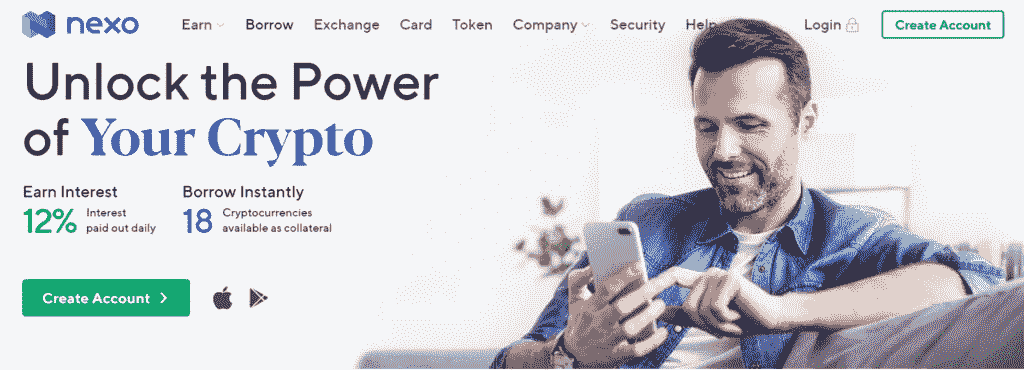 nexo Earn Borrow Exchange Card Token Company Security Help Login Create Account
Unlock the Power
of Your Crypto
Earn Interest Borrow Instantly
12% Interest paid out daily 18 Cryptocurrencies available as collateral
Create Account